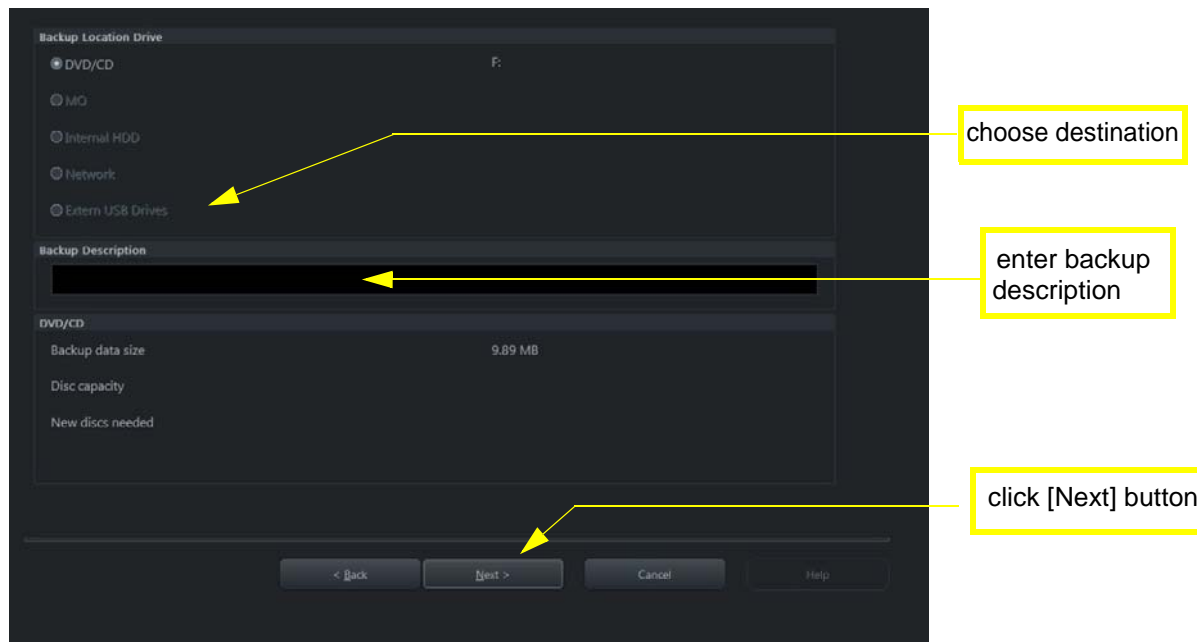 Backup Location Drive
DVD/CD F:
MO
Internal HDD
Network
Extern USB Drives
choose destination
Backup Description
enter backup
description
DVD/CD
Backup data size 9.89 MB
Disc capacity
New discs needed
click [Next] button
< Back Next > Cancel Help